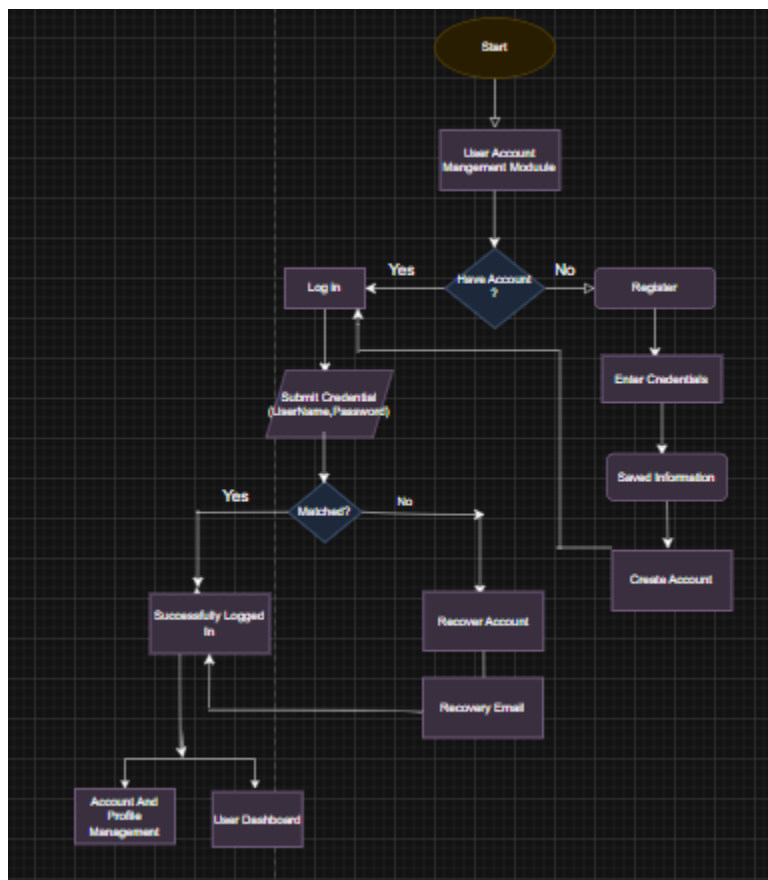 Start
User Account
Mangement Moduule
Have Account
?
Yes
No
Log in
Register
Enter Credentials
Submit Credential
(UserName,Password)
Saved Information
Yes
Matched?
No
Create Account
Successfully Logged
In
Recover Account
Recovery Email
Account And
Profile
Management
User Dashboard